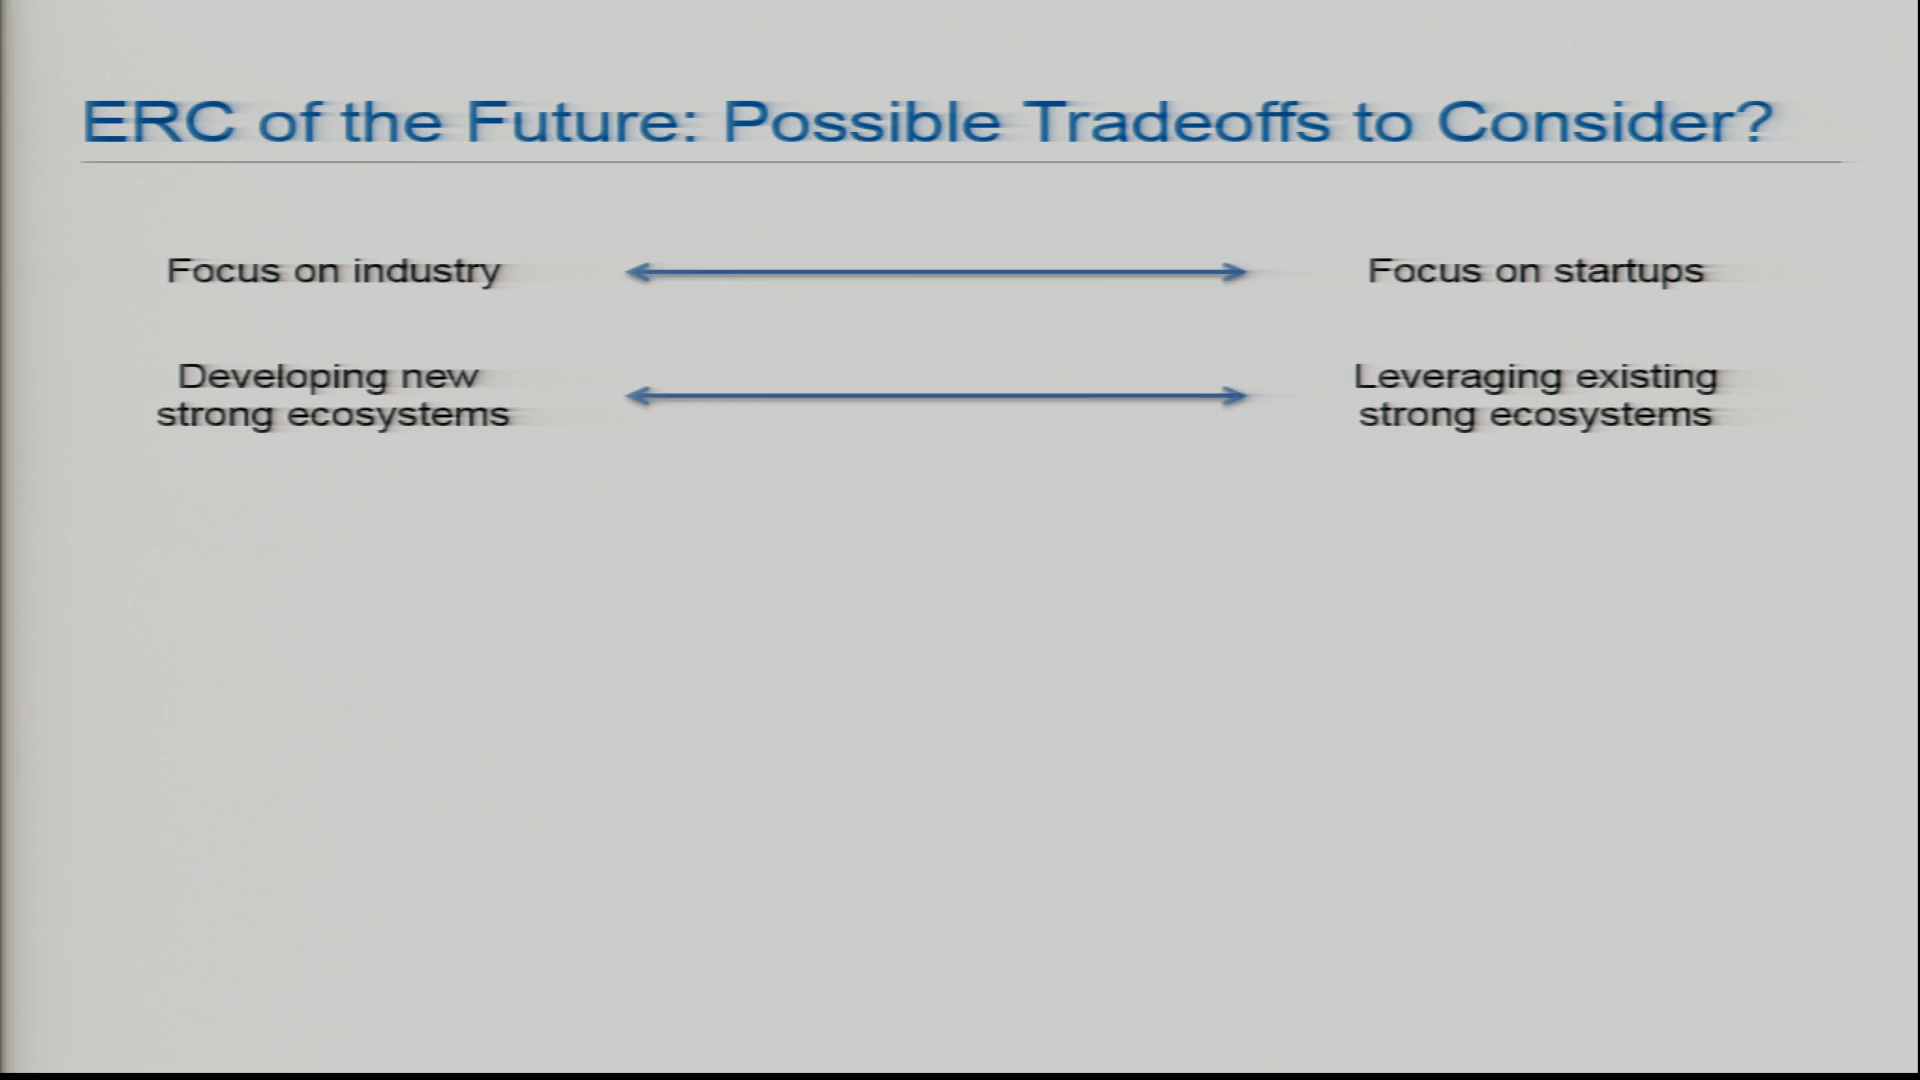 ERC of the Future: Possible Tradeoffs to Consider?
Focus on industry
Focus on startups
Developing new
strong ecosystems
Leveraging existing
strong ecosystems